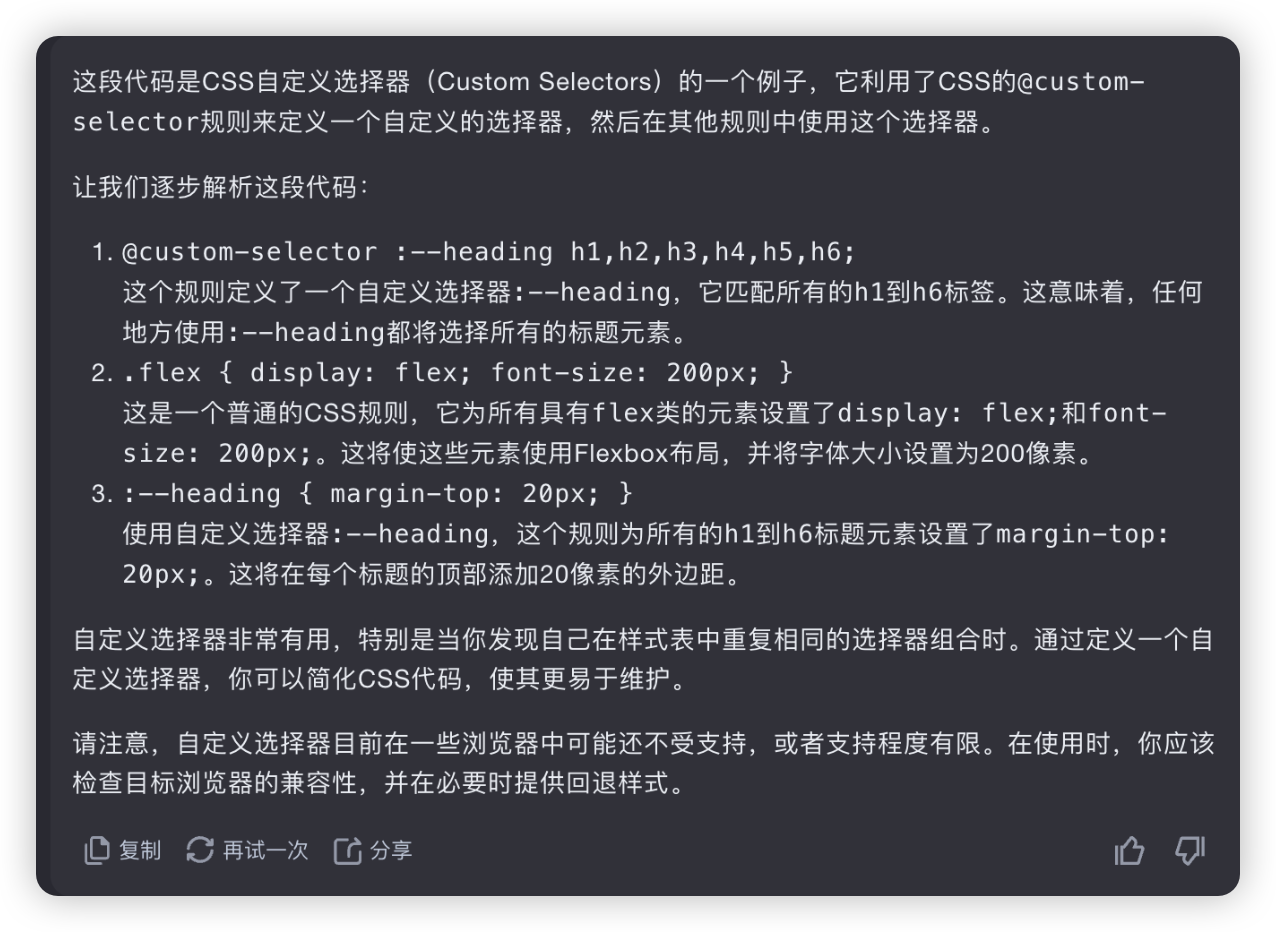 这段代码是CSS自定义选择器（Custom Selectors）的一个例子，它利用了CSS的@custom-
selector规则来定义一个自定义的选择器，然后在其他规则中使用这个选择器。
让我们逐步解析这段代码：
1. @custom-selector :--heading h1,h2,h3,h4,h5,h6;
这个规则定义了一个自定义选择器:--heading，它匹配所有的h1到h6标签。这意味着，任何
地方使用:--heading都将选择所有的标题元素。
2. .flex { display: flex; font-size: 200px; }
这是一个普通的CSS规则，它为所有具有flex类的元素设置了display: flex;和font-
size: 200px;。这将使这些元素使用Flexbox布局，并将字体大小设置为200像素。
3. :--heading { margin-top: 20px; }
使用自定义选择器:--heading，这个规则为所有的h1到h6标题元素设置了margin-top:
20px;。这将在每个标题的顶部添加20像素的外边距。
自定义选择器非常有用，特别是当你发现自己在样式表中重复相同的选择器组合时。通过定义一个自
定义选择器，你可以简化CSS代码，使其更易于维护。
请注意，自定义选择器目前在一些浏览器中可能还不受支持，或者支持程度有限。在使用时，你应该
检查目标浏览器的兼容性，并在必要时提供回退样式。
复制 再试一次 分享